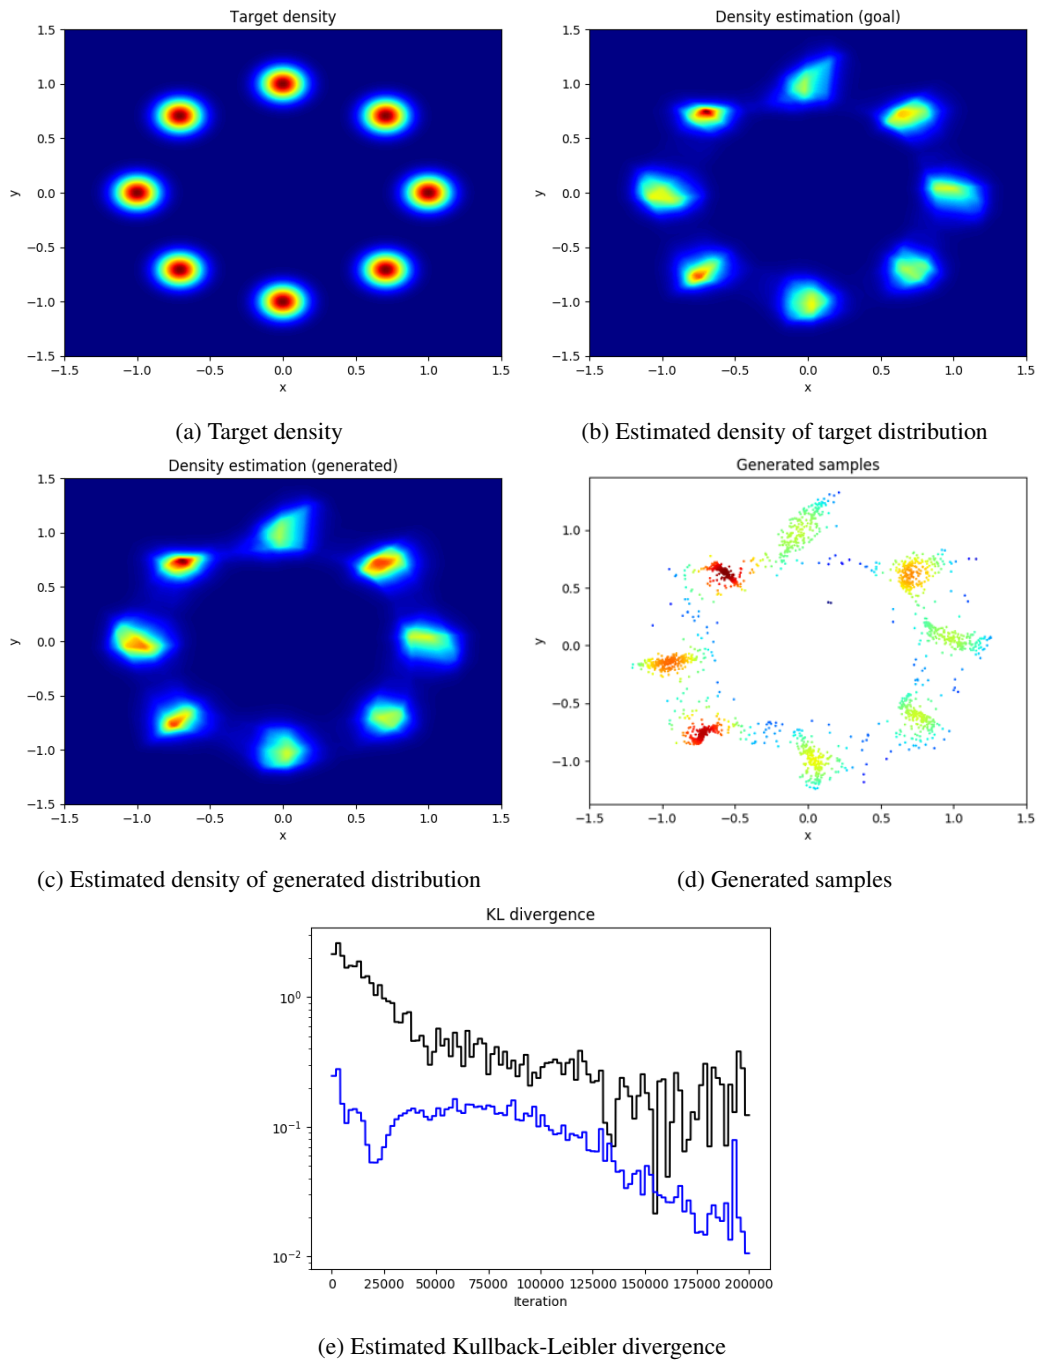 Target density
1.5
1.0
0.5
0.0
−0.5
−1.0
−1.5
y
−1.5 −1.0 −0.5 0.0 0.5 1.0 1.5
x
(a) Target density
Density estimation (goal)
1.5
1.0
0.5
0.0
−0.5
−1.0
−1.5
y
−1.5 −1.0 −0.5 0.0 0.5 1.0 1.5
x
(b) Estimated density of target distribution
Density estimation (generated)
1.5
1.0
0.5
0.0
−0.5
−1.0
−1.5
y
−1.5 −1.0 −0.5 0.0 0.5 1.0 1.5
x
(c) Estimated density of generated distribution
Generated samples
1.0
0.5
0.0
−0.5
−1.0
y
−1.5 −1.0 −0.5 0.0 0.5 1.0 1.5
x
(d) Generated samples
KL divergence
10⁰
10⁻¹
10⁻²
0 25000 50000 75000 100000 125000 150000 175000 200000
Iteration
(e) Estimated Kullback-Leibler divergence